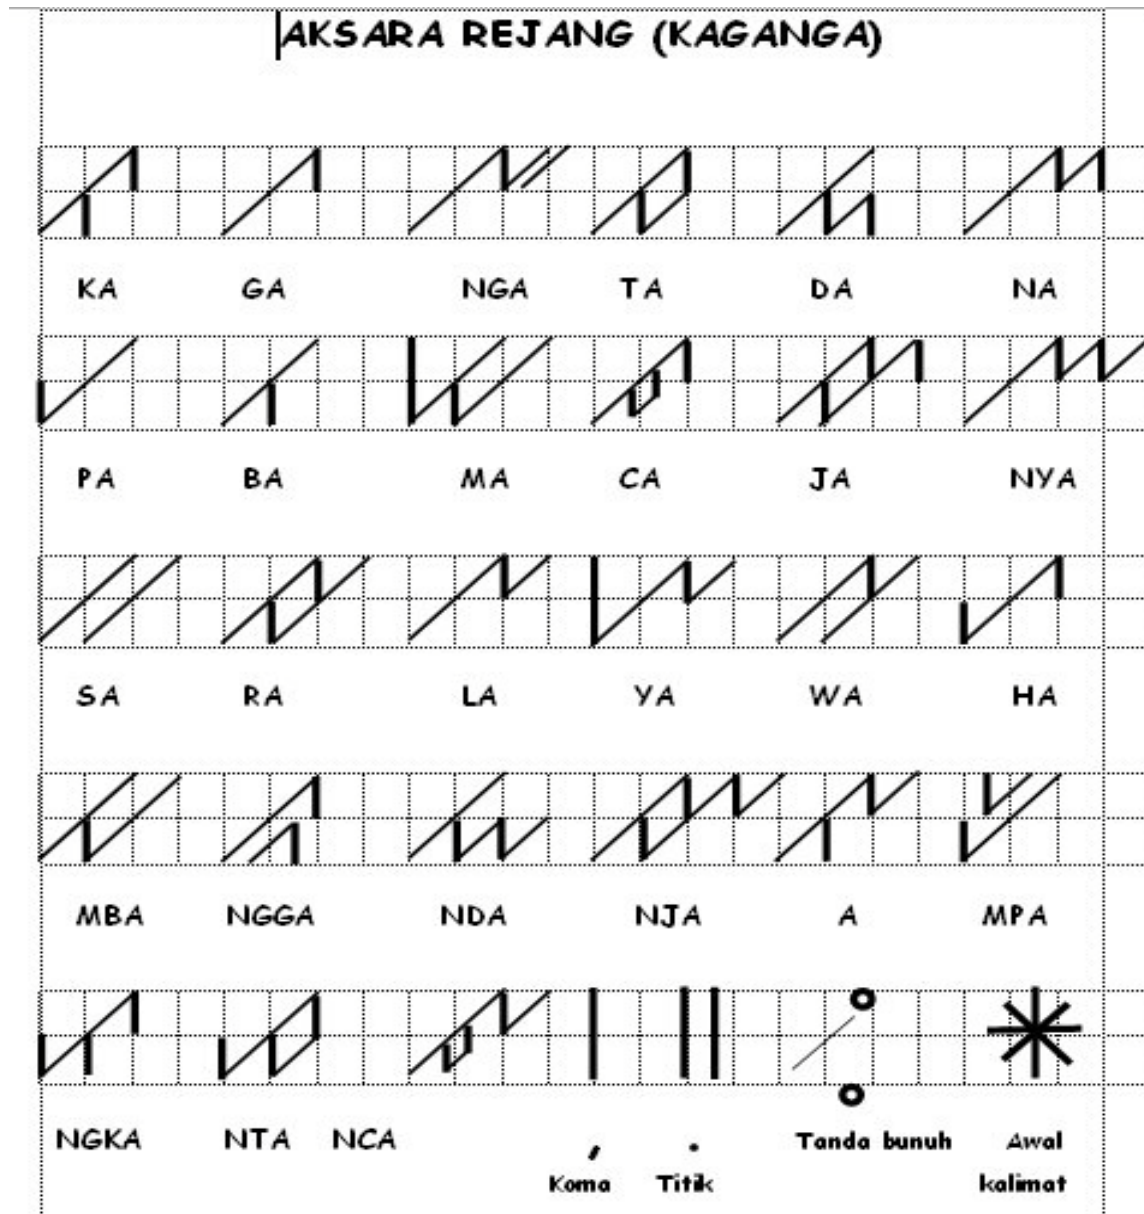 AKSARA REJANG (KAGANGA)
ꤰ ꤱ ꤲ ꤳ ꤴ ꤵ
KA GA NGA TA DA NA
ꤶ ꤷ ꤸ ꤹ ꤺ ꤻ
PA BA MA CA JA NYA
ꤼ ꤽ ꤾ ꤿ ꥀ ꥁ
SA RA LA YA WA HA
ꥂ ꥃ ꥄ ꥅ ꥆ
MBA NGGA NDA NJA A MPA
NGKA NTA NCA , . Tanda bunuh Awal
Koma Titik kalimat